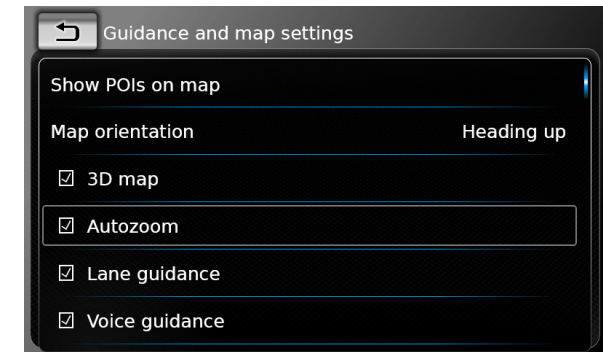 Guidance and map settings
Show POIs on map
Map orientation Heading up
3D map
Autozoom
Lane guidance
Voice guidance